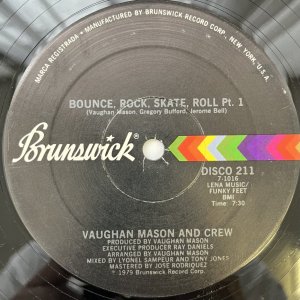 MARCA REGISTRADA • MFG. BY BRUNSWICK RECORD CORP. NEW YORK, N.Y., U.S.A.
BOUNCE, ROCK, SKATE, ROLL Pt. 1
(Vaughan Mason, Gregory Bufford, Jerome Bell)
Brunswick
DISCO 211
7-1016
LENA MUSIC/
FUNKY FEET
BMI
Time: 7:30
VAUGHAN MASON AND CREW
PRODUCED BY VAUGHAN MASON
EXECUTIVE PRODUCER RAY DANIELS
ARRANGED BY VAUGHAN MASON
MIXED BY LYONEL SAMPEUR AND TONY JONES
MASTERED BY JOSE RODRIQUEZ
℗ 1979 Brunswick Record Corp.